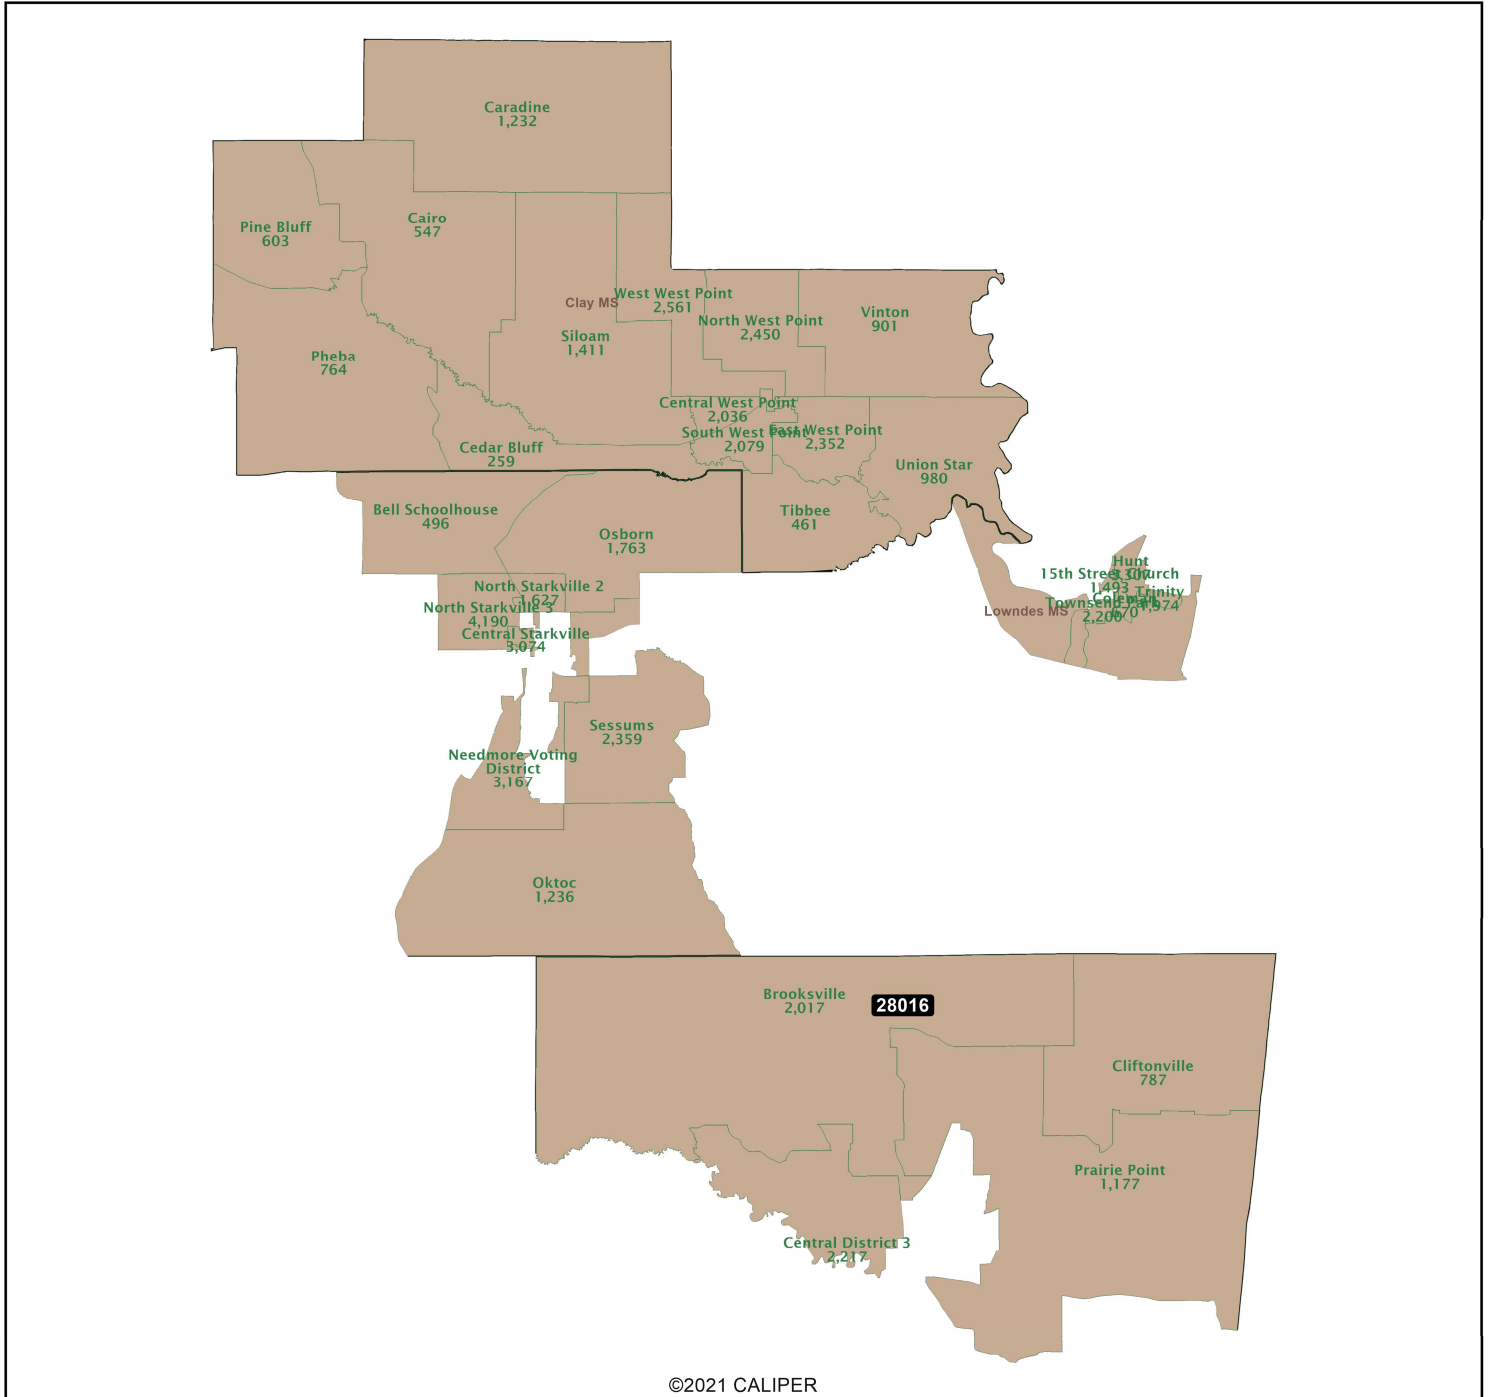 Caradine
1,232
Pine Bluff
603
Cairo
547
Clay MS
West West Point
2,561
North West Point
2,450
Vinton
901
Siloam
1,411
Pheba
764
Central West Point
2,036
South West Point
2,079
East West Point
2,352
Cedar Bluff
259
Union Star
980
Bell Schoolhouse
496
Osborn
1,763
Tibbee
461
North Starkville 2
1,627
North Starkville 3
4,190
Central Starkville
3,074
Hunt
15th Street Church
1,493
Trinity
Lowndes MS
2,200
Sessums
2,359
Needmore Voting
District
3,167
Oktoc
1,236
Brooksville
2,017
28016
Cliftonville
787
Prairie Point
1,177
Central District 3
2,217
©2021 CALIPER